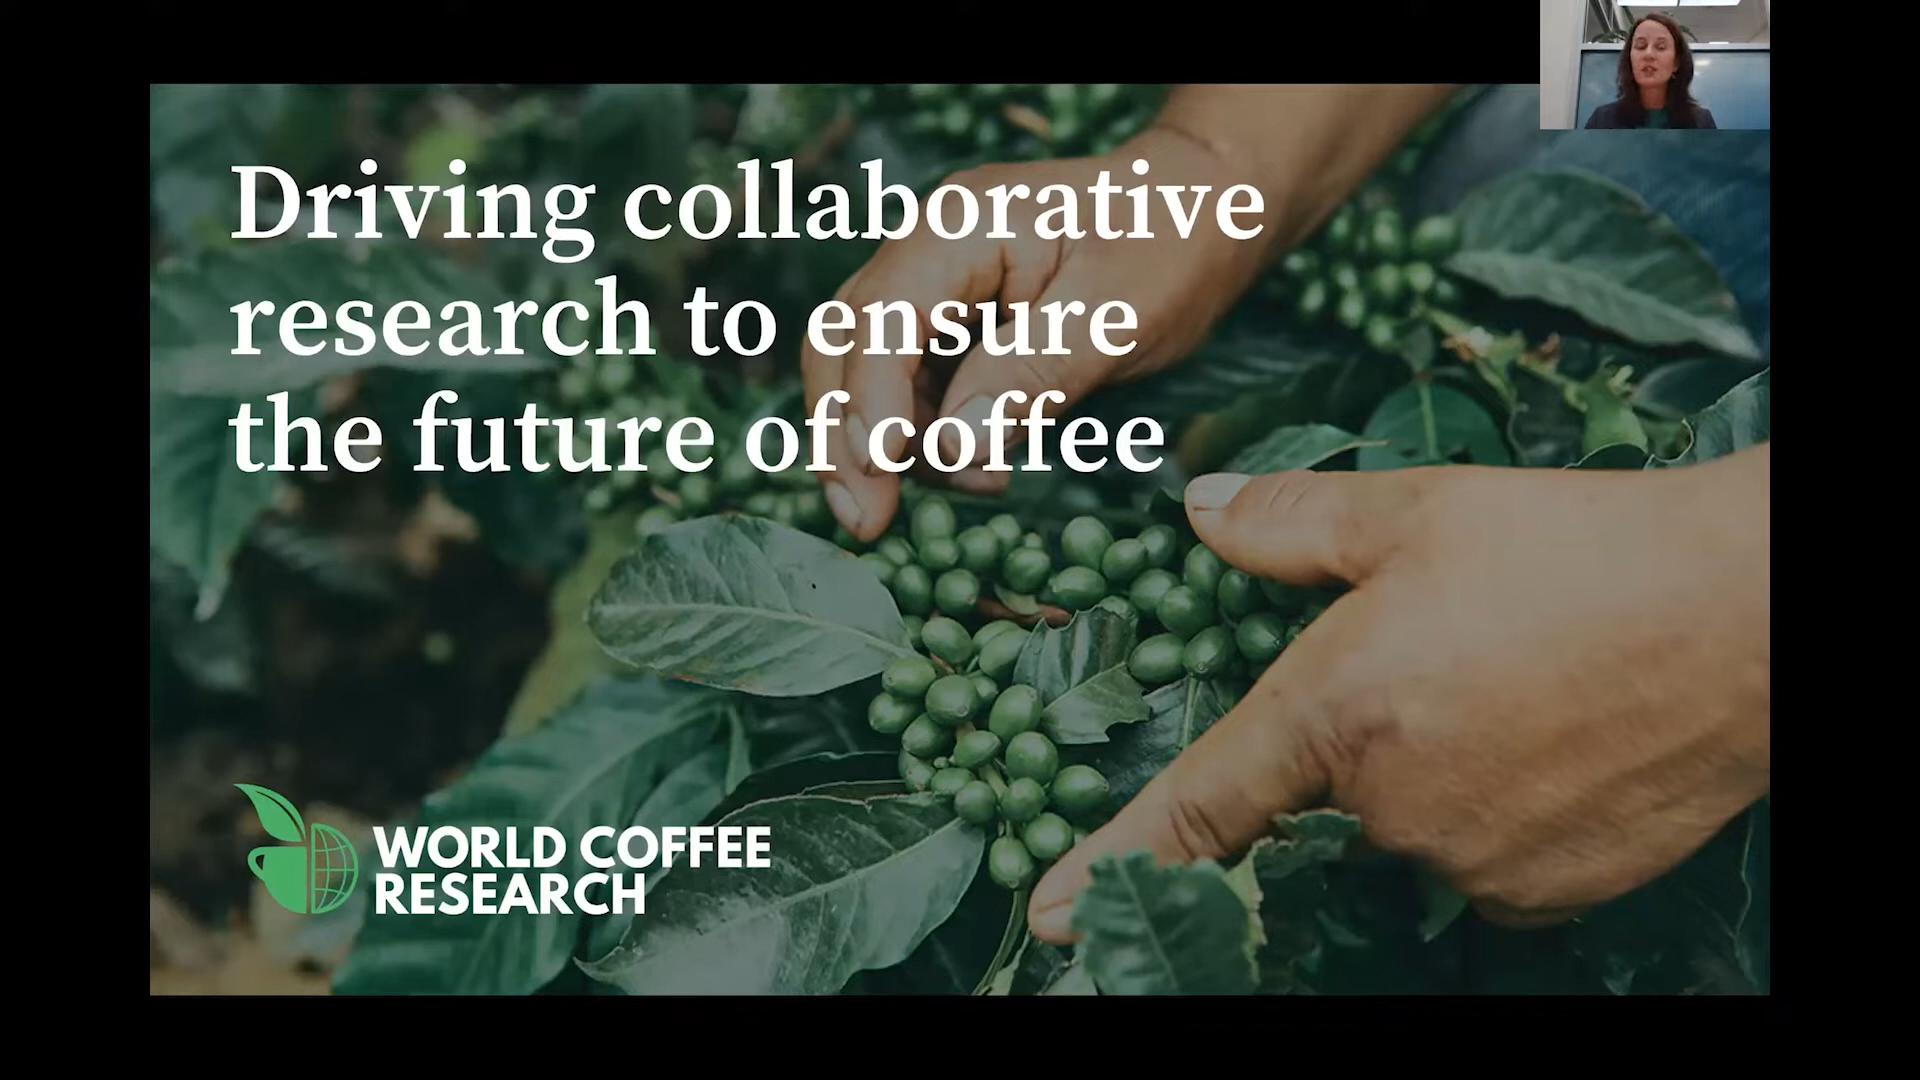 Driving collaborative
research to ensure
the future of coffee
WORLD COFFEE
RESEARCH